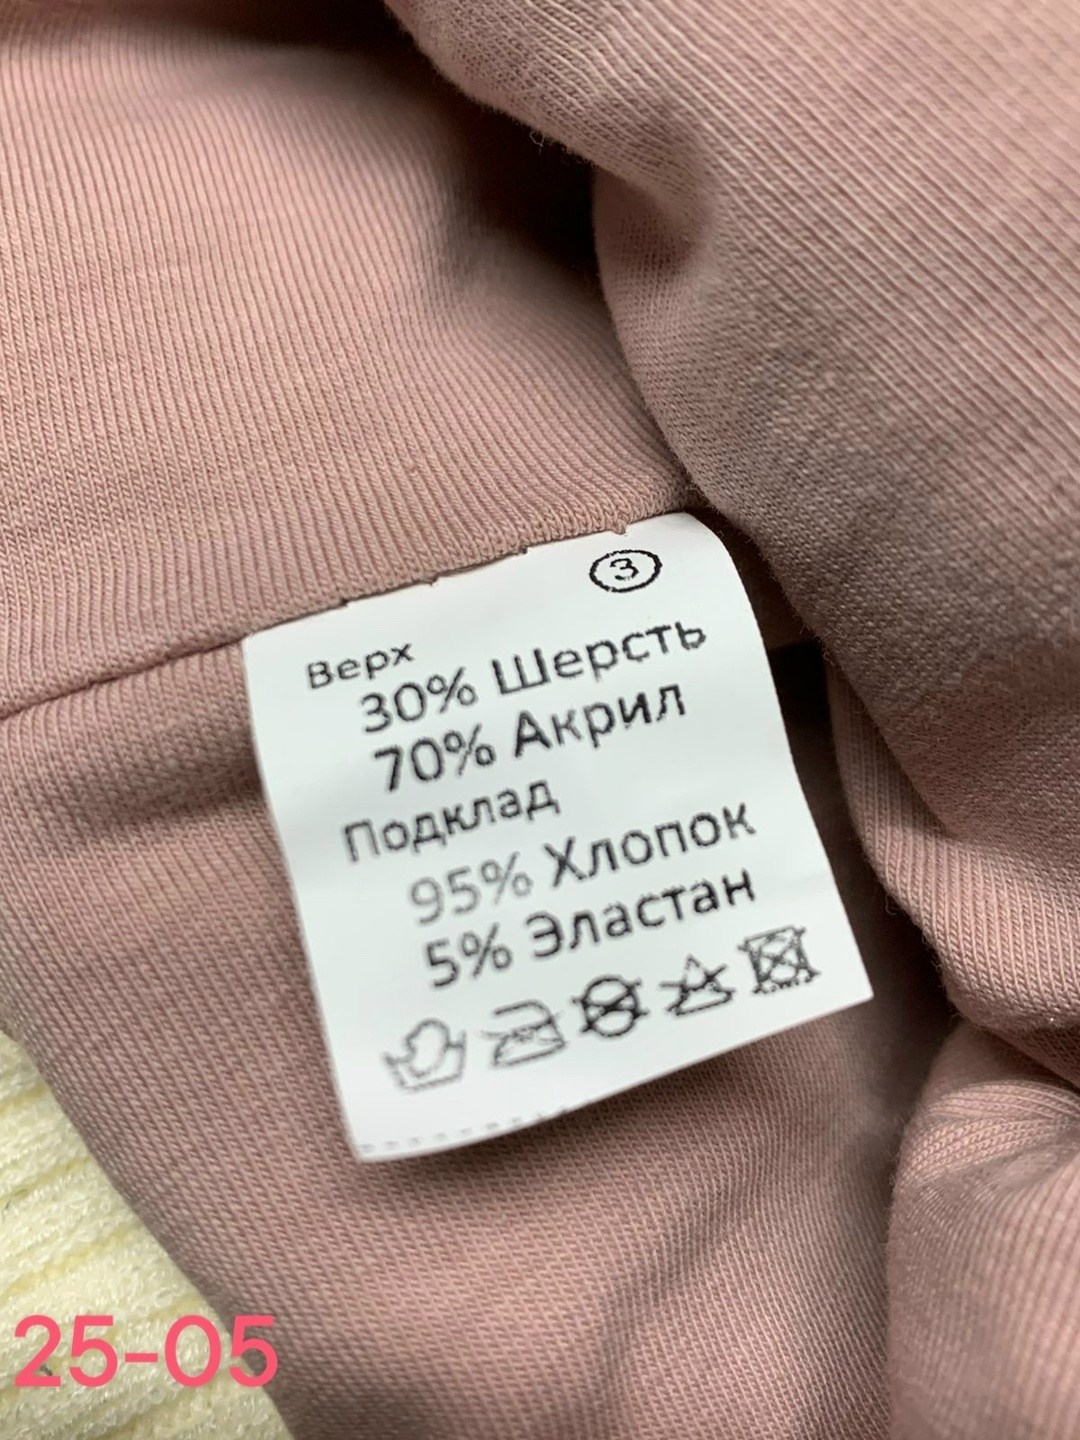 3
Верх
30% Шерсть
70% Акрил
Подклад
95% Хлопок
5% Эластан
25-05